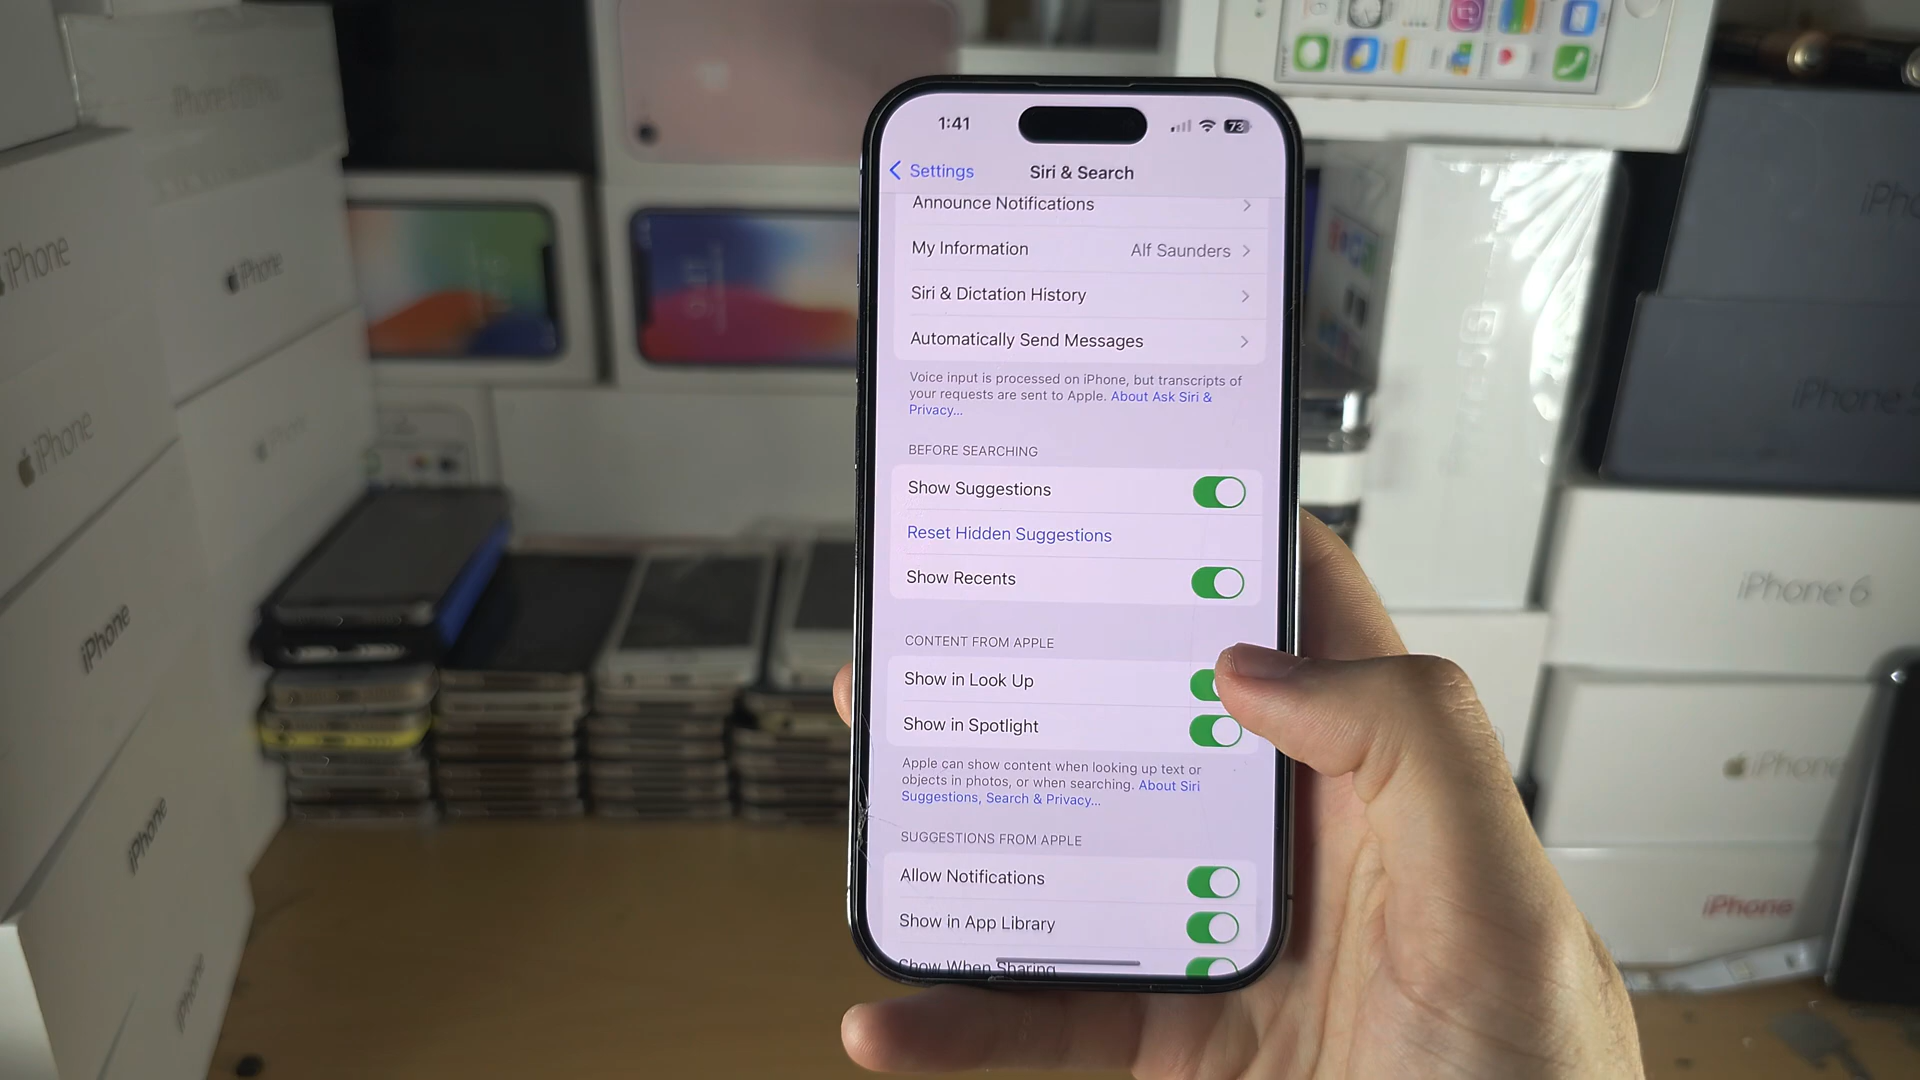 1:41
73
Settings
Siri & Search
Announce Notifications
My Information
Alf Saunders
Siri & Dictation History
Automatically Send Messages
Voice input is processed on iPhone, but transcripts of
your requests are sent to Apple. About Ask Siri &
Privacy...
BEFORE SEARCHING
Show Suggestions
Reset Hidden Suggestions
Show Recents
CONTENT FROM APPLE
Show in Look Up
Show in Spotlight
Apple can show content when looking up text or
objects in photos, or when searching. About Siri
Suggestions, Search & Privacy...
SUGGESTIONS FROM APPLE
Allow Notifications
Show in App Library
Show When Sharing
iPhone
iPhone
iPhone
iPhone
iPhone
iPhone
iPhone
iPhone
iPhone 6
iPhone
iPhone